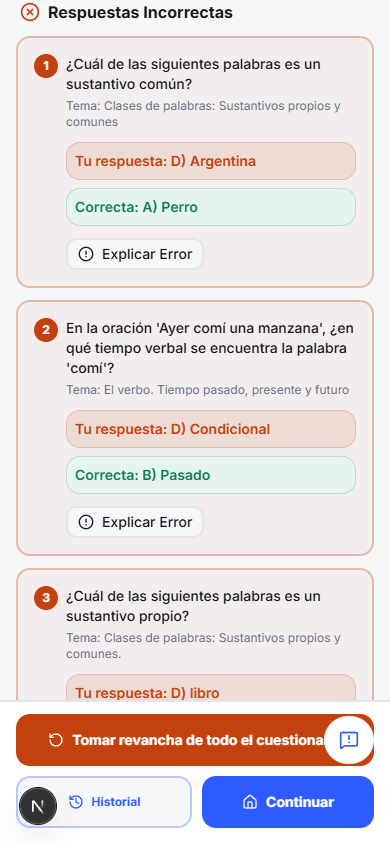 Respuestas Incorrectas
1
¿Cuál de las siguientes palabras es un
sustantivo común?
Tema: Clases de palabras: Sustantivos propios y
comunes
Tu respuesta: D) Argentina
Correcta: A) Perro
Explicar Error
2
En la oración 'Ayer comí una manzana', ¿en
qué tiempo verbal se encuentra la palabra
'comí'?
Tema: El verbo. Tiempo pasado, presente y futuro
Tu respuesta: D) Condicional
Correcta: B) Pasado
Explicar Error
3
¿Cuál de las siguientes palabras es un
sustantivo propio?
Tema: Clases de palabras: Sustantivos propios y
comunes.
Tu respuesta: D) libro
Tomar revancha de todo el cuestiona
N
Historial
Continuar